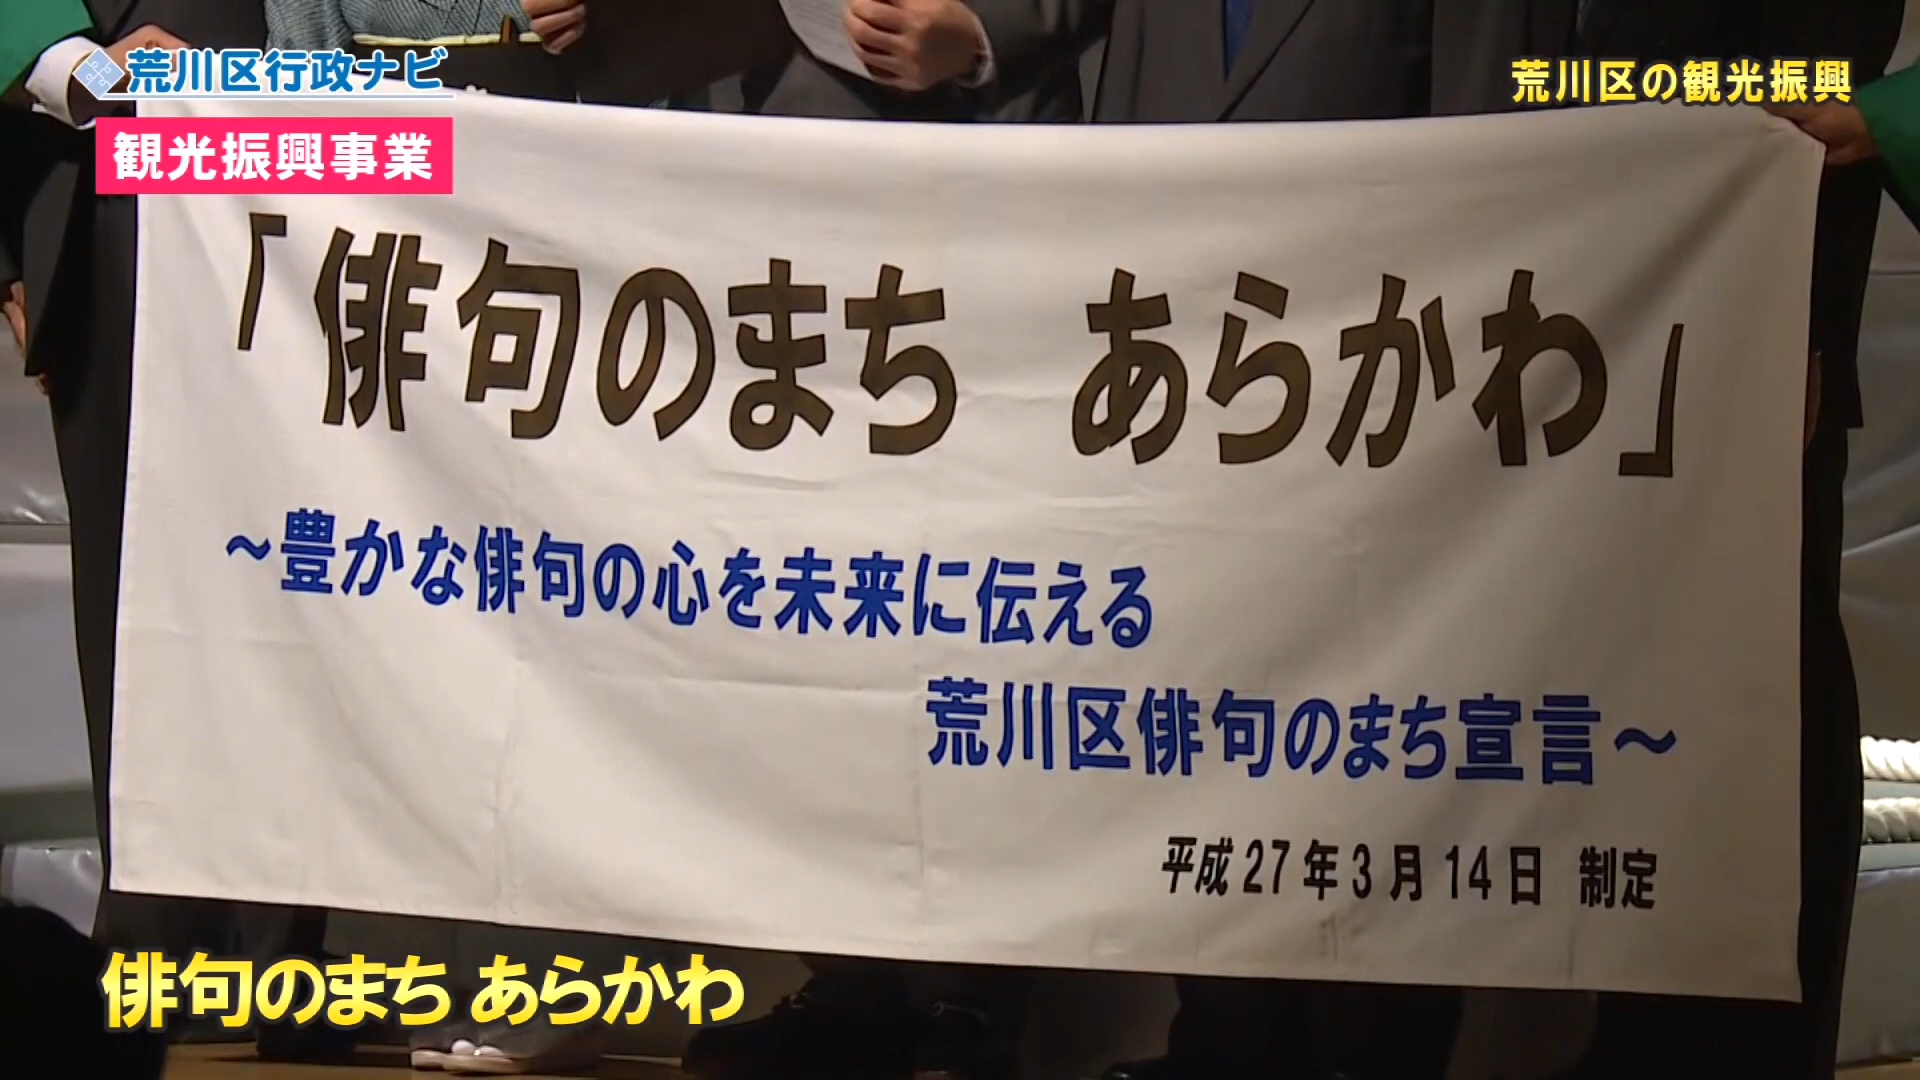 荒川区行政ナビ
荒川区の観光振興
観光振興事業
「俳句のまち あらかわ」
～豊かな俳句の心を未来に伝える
荒川区俳句のまち宣言～
平成27年3月14日 制定
俳句のまち あらかわ